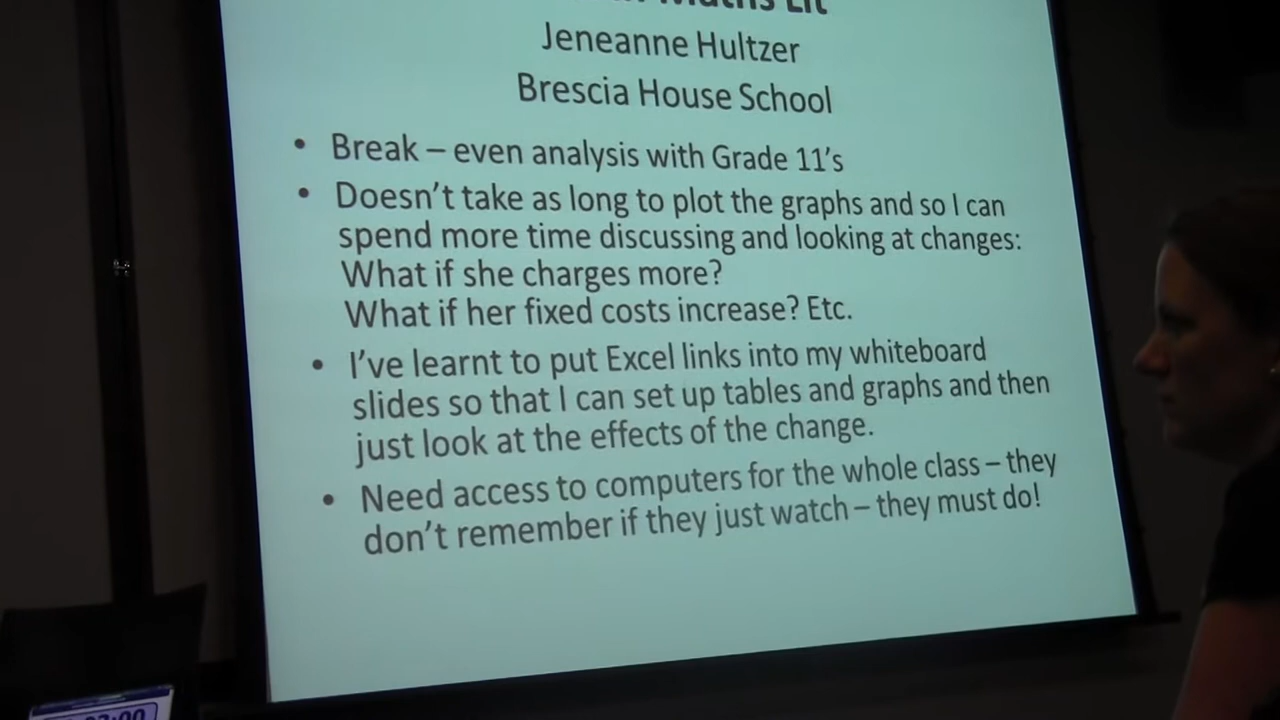 Maths Lit
Jeneanne Hultzer
Brescia House School
• Break – even analysis with Grade 11's
• Doesn't take as long to plot the graphs and so I can
spend more time discussing and looking at changes:
What if she charges more?
What if her fixed costs increase? Etc.
• I've learnt to put Excel links into my whiteboard
slides so that I can set up tables and graphs and then
just look at the effects of the change.
• Need access to computers for the whole class – they
don't remember if they just watch – they must do!